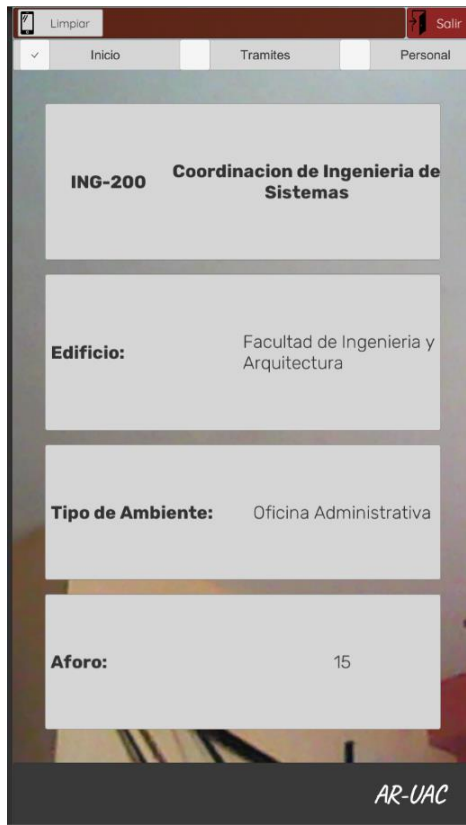 Limpiar
Salir
Inicio
Tramites
Personal
ING-200
Coordinacion de Ingenieria de
Sistemas
Edificio:
Facultad de Ingenieria y
Arquitectura
Tipo de Ambiente:
Oficina Administrativa
Aforo:
15
AR-UAC